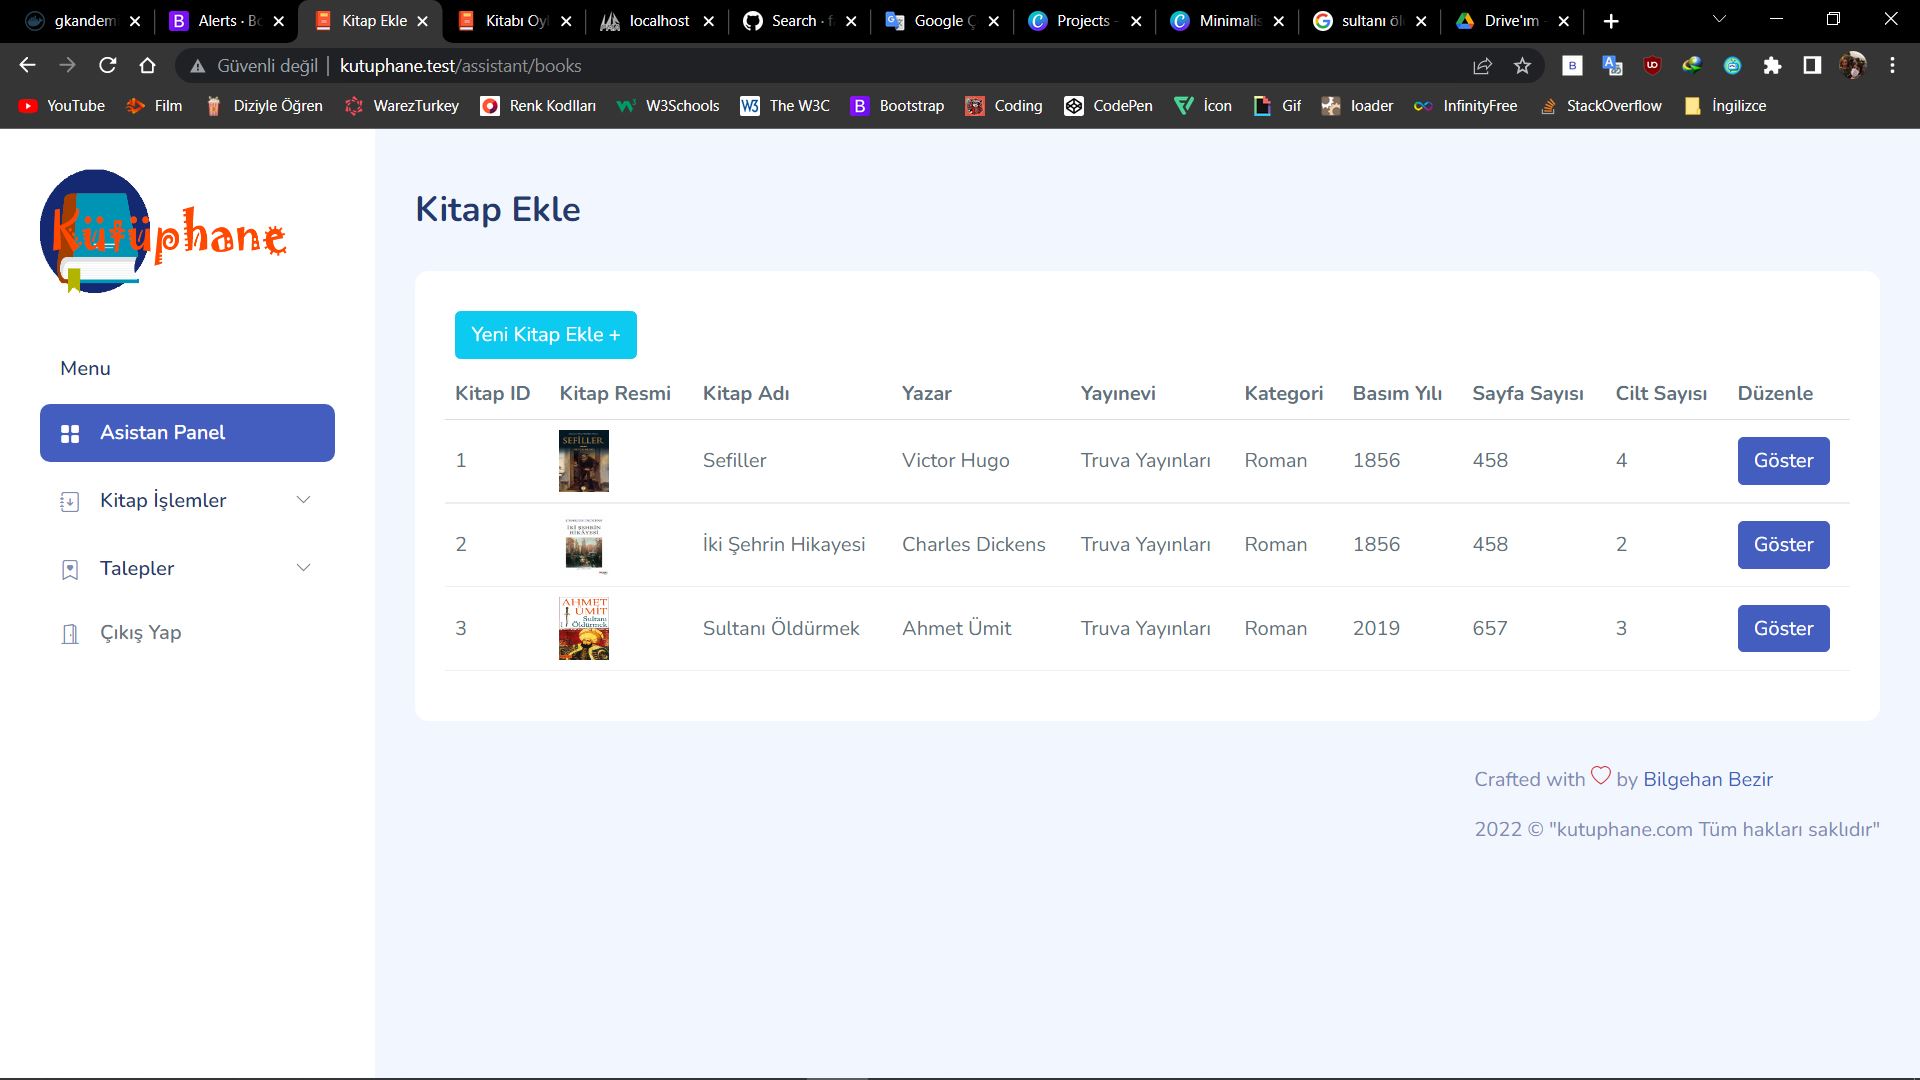 gkandemi
Alerts · Bo
Kitap Ekle
Kitabı Oyl
localhost
Search · f
Google Ç
Projects -
Minimalis
sultanı öl
Drive'ım -
Güvenli değil | kutuphane.test/assistant/books
YouTube Film Diziyle Öğren WarezTurkey Renk Kodlları W3Schools The W3C Bootstrap Coding CodePen İcon Gif loader InfinityFree StackOverflow İngilizce
Kütüphane
Menu
Asistan Panel
Kitap İşlemler
Talepler
Çıkış Yap
Kitap Ekle
Yeni Kitap Ekle +
Kitap ID Kitap Resmi Kitap Adı Yazar Yayınevi Kategori Basım Yılı Sayfa Sayısı Cilt Sayısı Düzenle
1 SEFİLLER Sefiller Victor Hugo Truva Yayınları Roman 1856 458 4 Göster
2 CHARLES DICKENS İKİ ŞEHRİN HİKAYESİ İki Şehrin Hikayesi Charles Dickens Truva Yayınları Roman 1856 458 2 Göster
3 AHMET ÜMİT Sultanı Öldürmek Sultanı Öldürmek Ahmet Ümit Truva Yayınları Roman 2019 657 3 Göster
Crafted with by Bilgehan Bezir
2022 © "kutuphane.com Tüm hakları saklıdır"